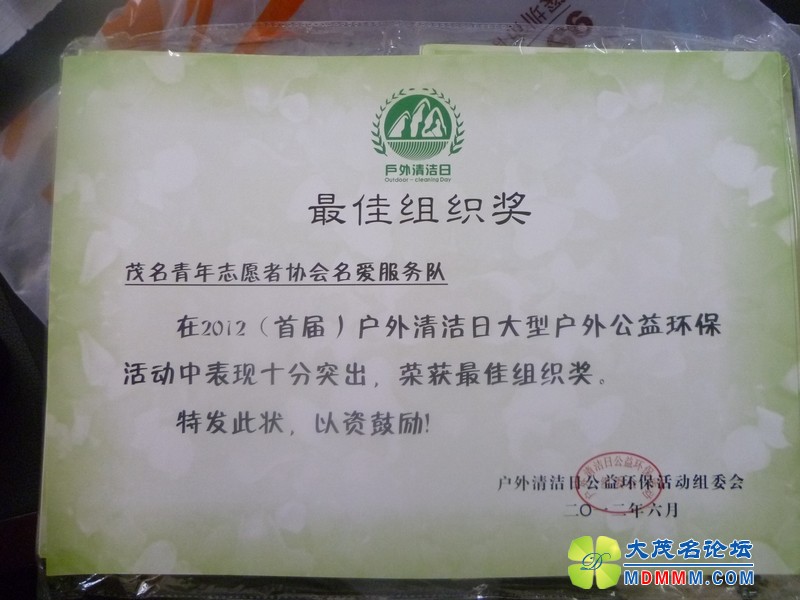 户外清洁日
Outdoor-cleaning Day
最佳组织奖
茂名青年志愿者协会名爱服务队
在2012（首届）户外清洁日大型户外公益环保
活动中表现十分突出，荣获最佳组织奖。
特发此状，以资鼓励！
户外清洁日公益环保活动组委会
二〇一二年六月
大茂名论坛
MDMMM.COM